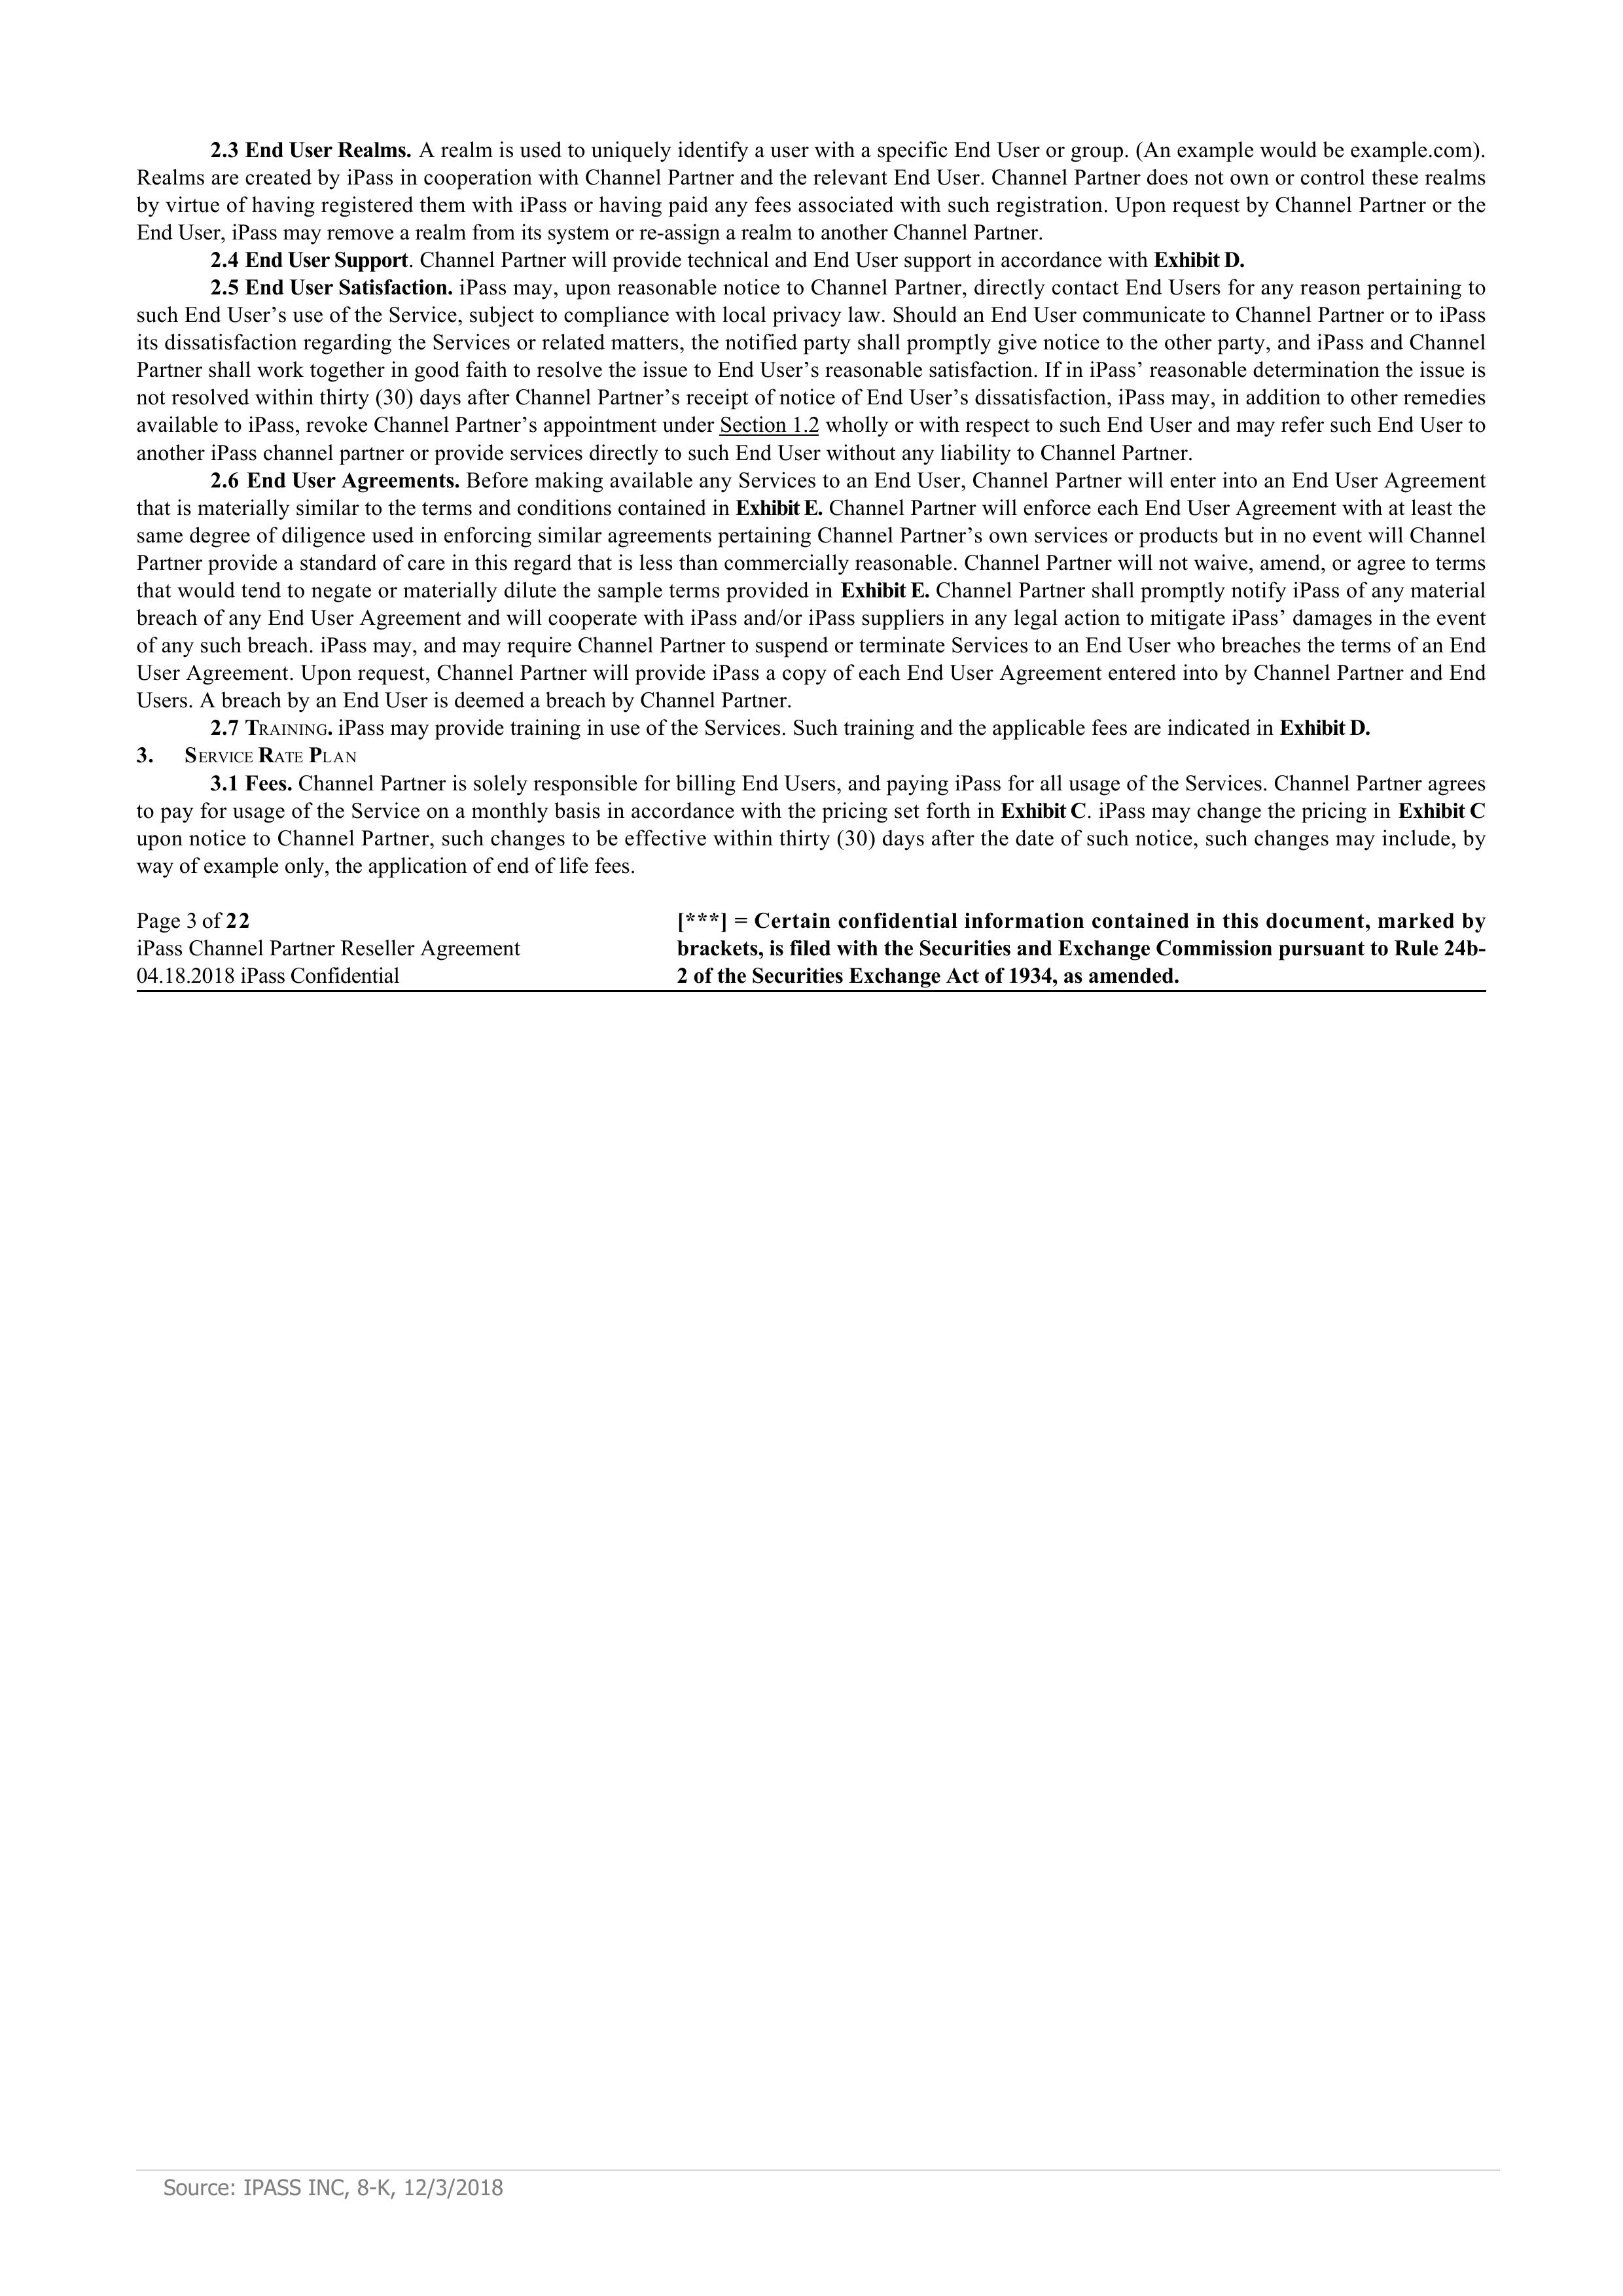 2.3 End User Realms. A realm is used to uniquely identify a user with a specific End User or group. (An example would be example.com).
Realms are created by iPass in cooperation with Channel Partner and the relevant End User. Channel Partner does not own or control these realms
by virtue of having registered them with iPass or having paid any fees associated with such registration. Upon request by Channel Partner or the
End User, iPass may remove a realm from its system or re-assign a realm to another Channel Partner.
2.4 End User Support. Channel Partner will provide technical and End User support in accordance with Exhibit D.
2.5 End User Satisfaction. iPass may, upon reasonable notice to Channel Partner, directly contact End Users for any reason pertaining to
such End User’s use of the Service, subject to compliance with local privacy law. Should an End User communicate to Channel Partner or to iPass
its dissatisfaction regarding the Services or related matters, the notified party shall promptly give notice to the other party, and iPass and Channel
Partner shall work together in good faith to resolve the issue to End User’s reasonable satisfaction. If in iPass’ reasonable determination the issue is
not resolved within thirty (30) days after Channel Partner’s receipt of notice of End User’s dissatisfaction, iPass may, in addition to other remedies
available to iPass, revoke Channel Partner’s appointment under Section 1.2 wholly or with respect to such End User and may refer such End User to
another iPass channel partner or provide services directly to such End User without any liability to Channel Partner.
2.6 End User Agreements. Before making available any Services to an End User, Channel Partner will enter into an End User Agreement
that is materially similar to the terms and conditions contained in Exhibit E. Channel Partner will enforce each End User Agreement with at least the
same degree of diligence used in enforcing similar agreements pertaining Channel Partner’s own services or products but in no event will Channel
Partner provide a standard of care in this regard that is less than commercially reasonable. Channel Partner will not waive, amend, or agree to terms
that would tend to negate or materially dilute the sample terms provided in Exhibit E. Channel Partner shall promptly notify iPass of any material
breach of any End User Agreement and will cooperate with iPass and/or iPass suppliers in any legal action to mitigate iPass’ damages in the event
of any such breach. iPass may, and may require Channel Partner to suspend or terminate Services to an End User who breaches the terms of an End
User Agreement. Upon request, Channel Partner will provide iPass a copy of each End User Agreement entered into by Channel Partner and End
Users. A breach by an End User is deemed a breach by Channel Partner.
2.7 TRAINING. iPass may provide training in use of the Services. Such training and the applicable fees are indicated in Exhibit D.
3. SERVICE RATE PLAN
3.1 Fees. Channel Partner is solely responsible for billing End Users, and paying iPass for all usage of the Services. Channel Partner agrees
to pay for usage of the Service on a monthly basis in accordance with the pricing set forth in Exhibit C. iPass may change the pricing in Exhibit C
upon notice to Channel Partner, such changes to be effective within thirty (30) days after the date of such notice, such changes may include, by
way of example only, the application of end of life fees.
Page 3 of 22
iPass Channel Partner Reseller Agreement
04.18.2018 iPass Confidential
[***] = Certain confidential information contained in this document, marked by
brackets, is filed with the Securities and Exchange Commission pursuant to Rule 24b-
2 of the Securities Exchange Act of 1934, as amended.
Source: IPASS INC, 8-K, 12/3/2018